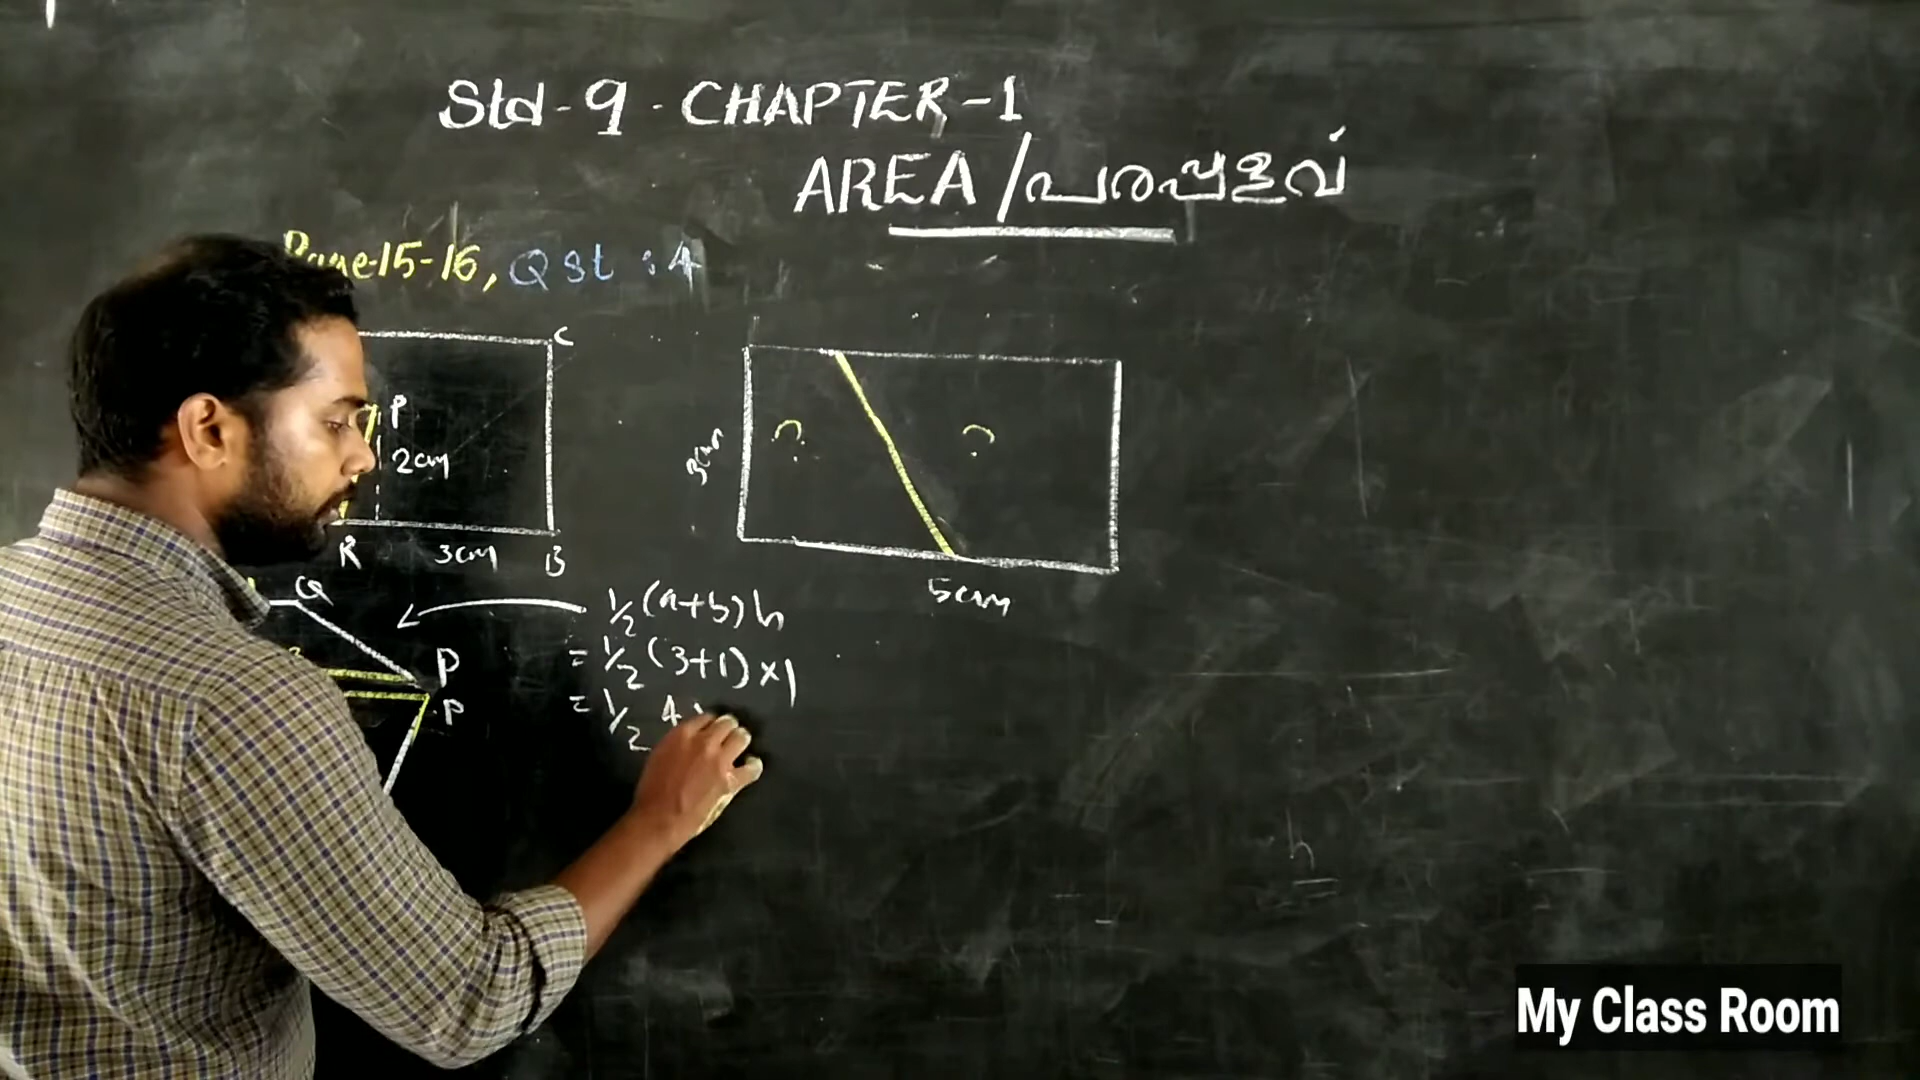 Std-9-CHAPTER-1
AREA/പരപ്പളവ്
Page-15-16, Qst:4
C
P
2cm
R 3cm B
3cm
5cm
? ?
Q
P
P
½(a+b)h
=½(3+1)×1
=½ 4×
h
My Class Room